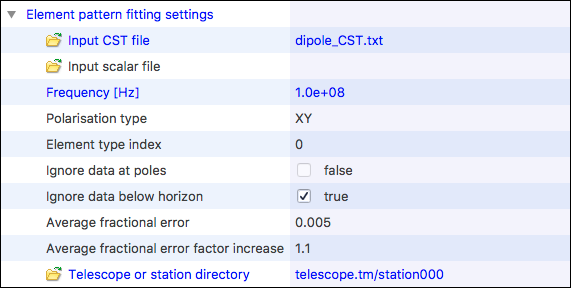 Element pattern fitting settings
Input CST file dipole_CST.txt
Input scalar file
Frequency [Hz] 1.0e+08
Polarisation type XY
Element type index 0
Ignore data at poles false
Ignore data below horizon true
Average fractional error 0.005
Average fractional error factor increase 1.1
Telescope or station directory telescope.tm/station000